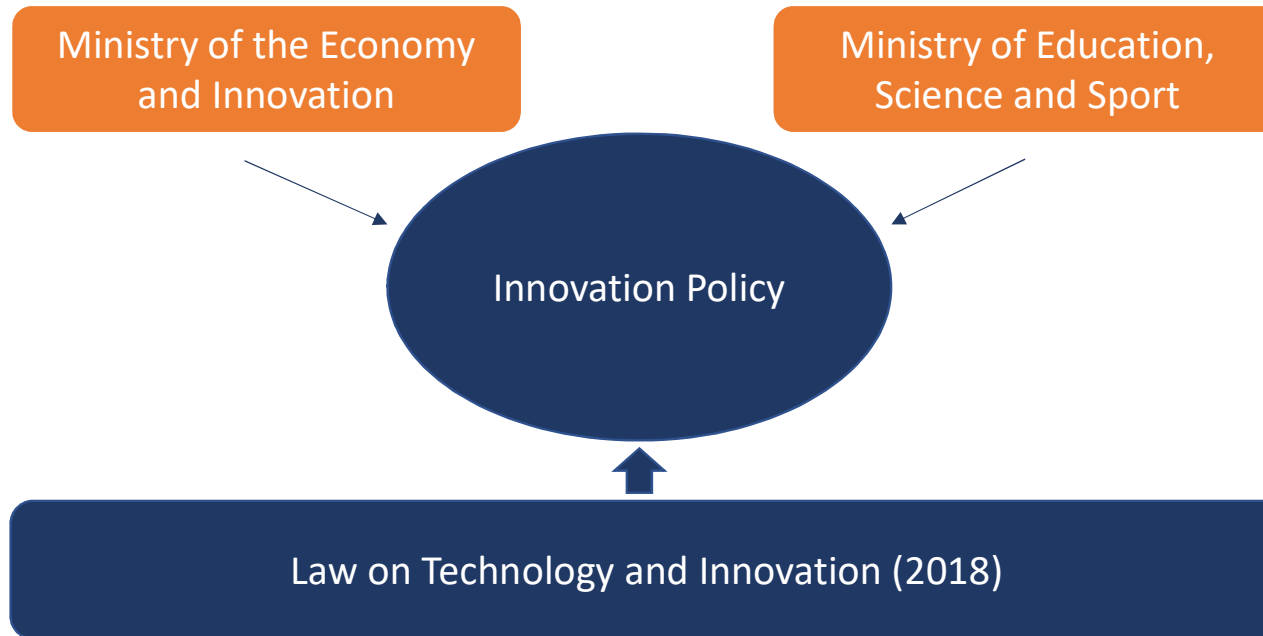 Ministry of the Economy
and Innovation
Ministry of Education,
Science and Sport
Innovation Policy
Law on Technology and Innovation (2018)